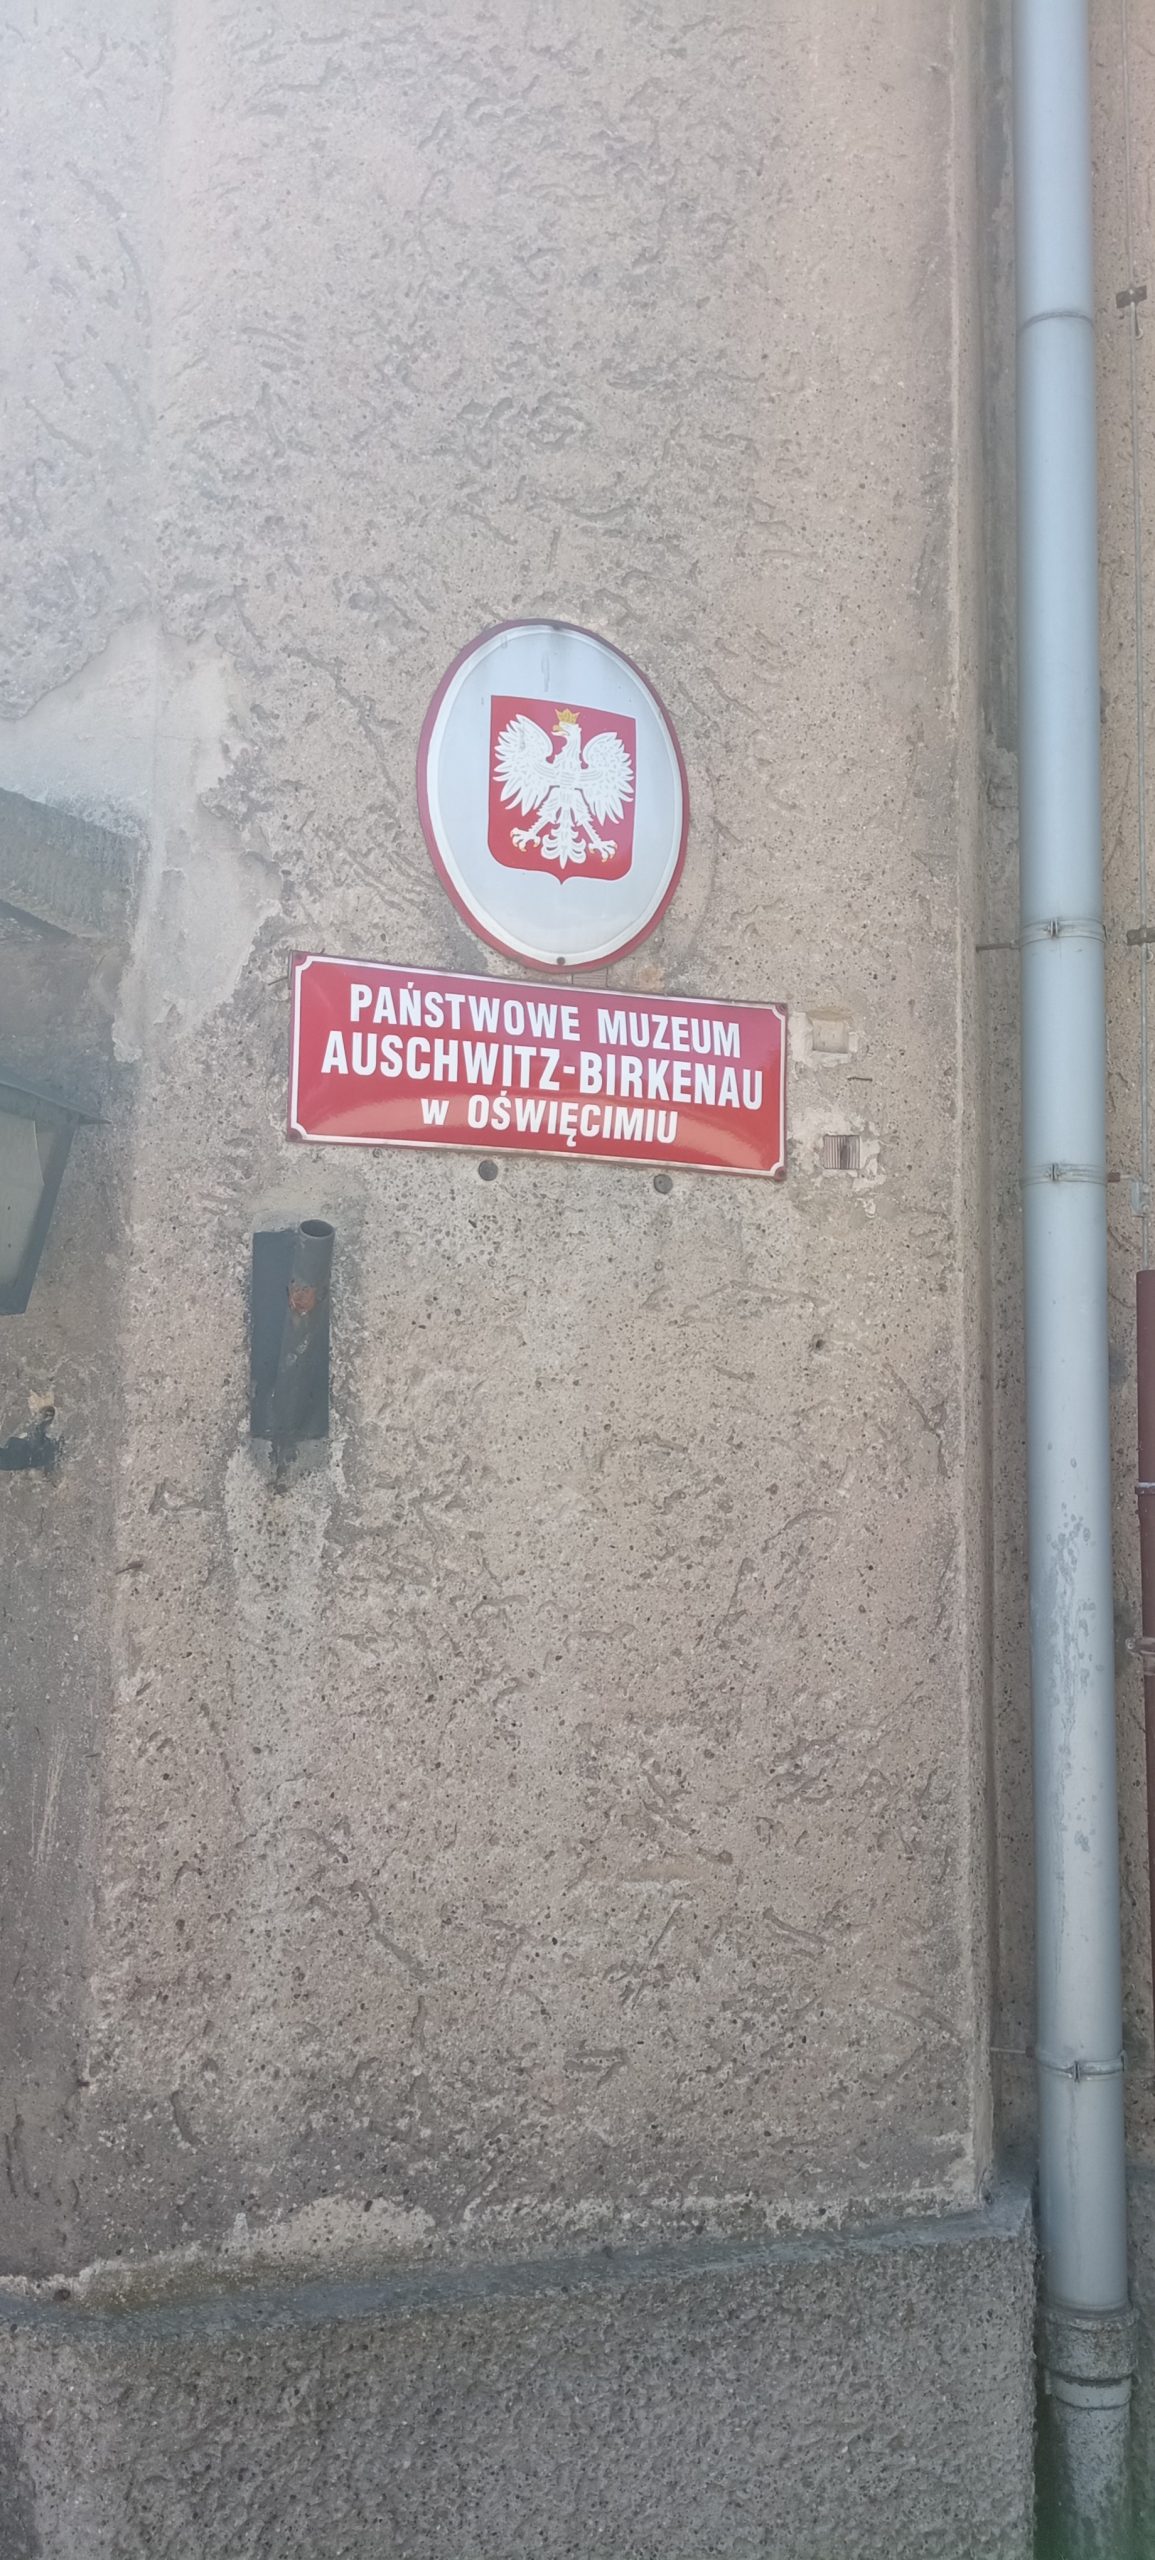 PAŃSTWOWE MUZEUM
AUSCHWITZ-BIRKENAU
w OŚWIĘCIMIU